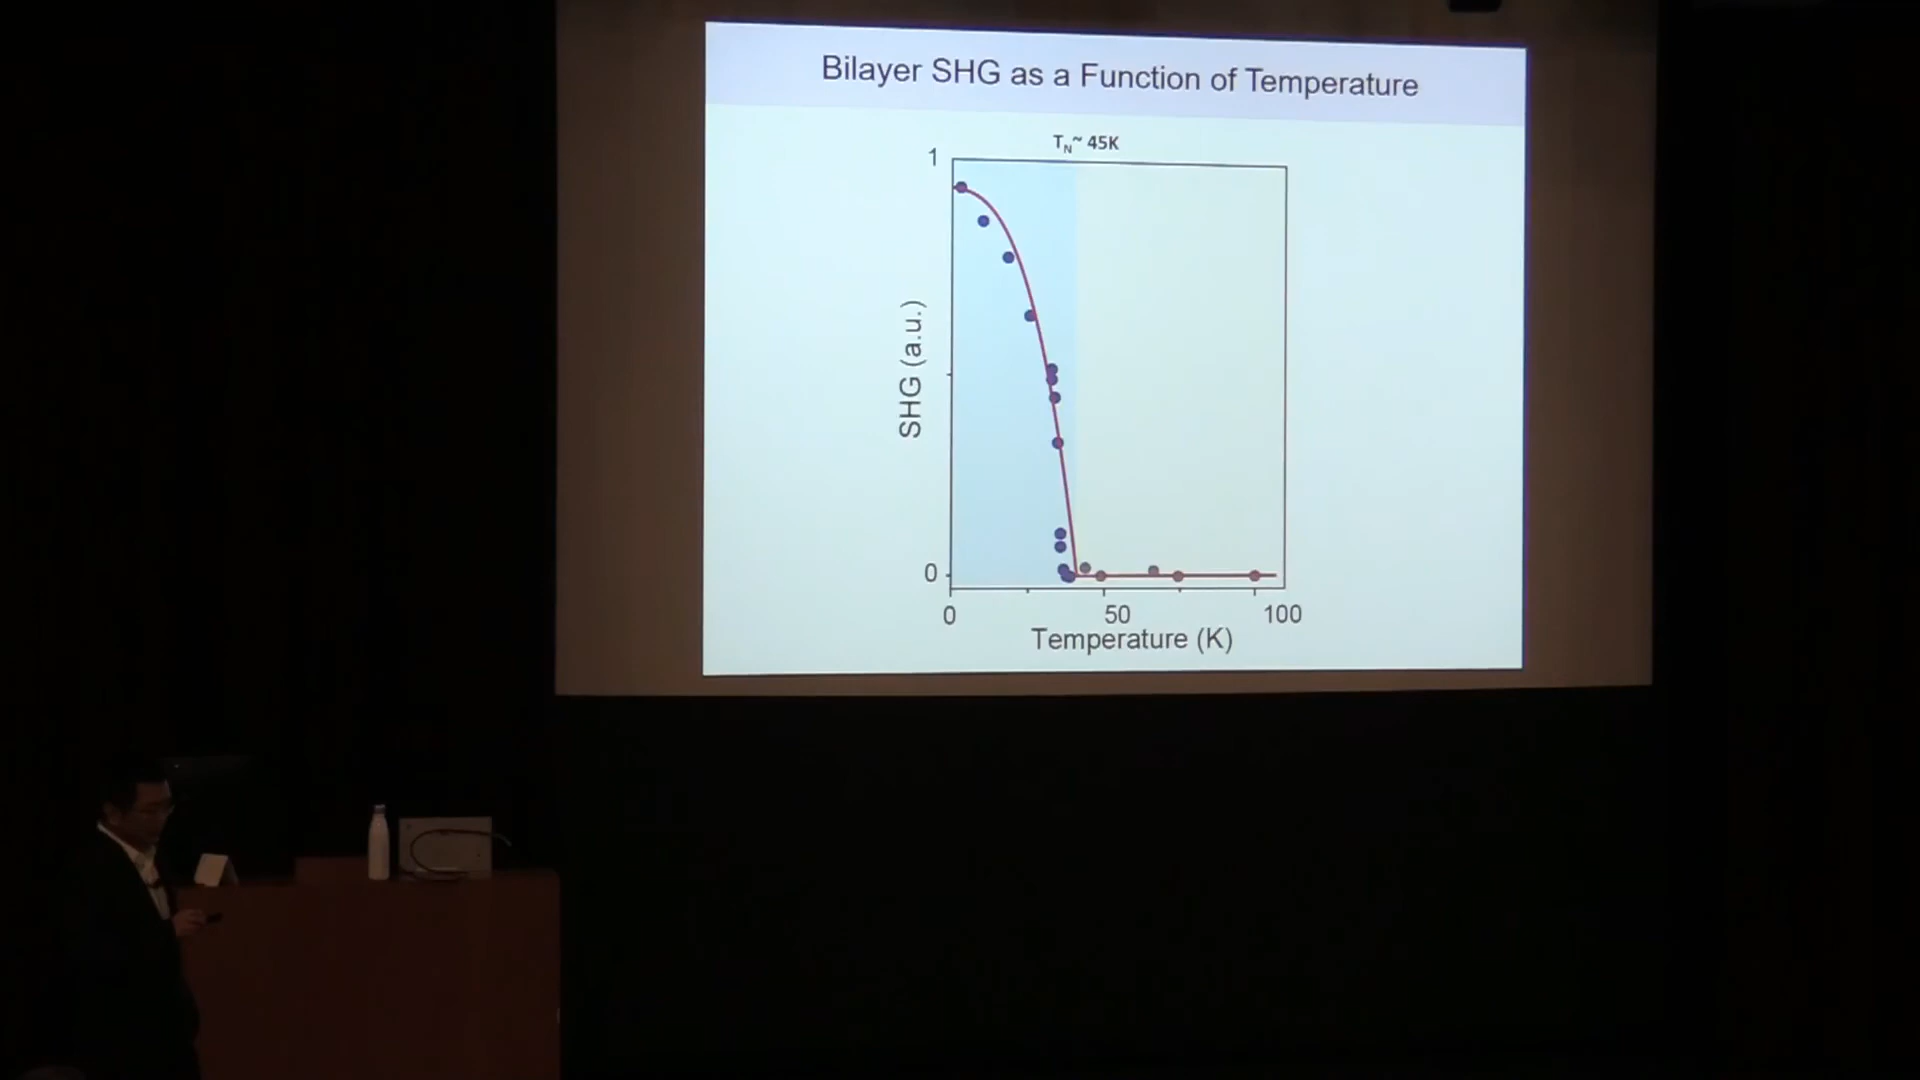 Bilayer SHG as a Function of Temperature
T_N~ 45K
1
SHG (a.u.)
0
0
50
100
Temperature (K)